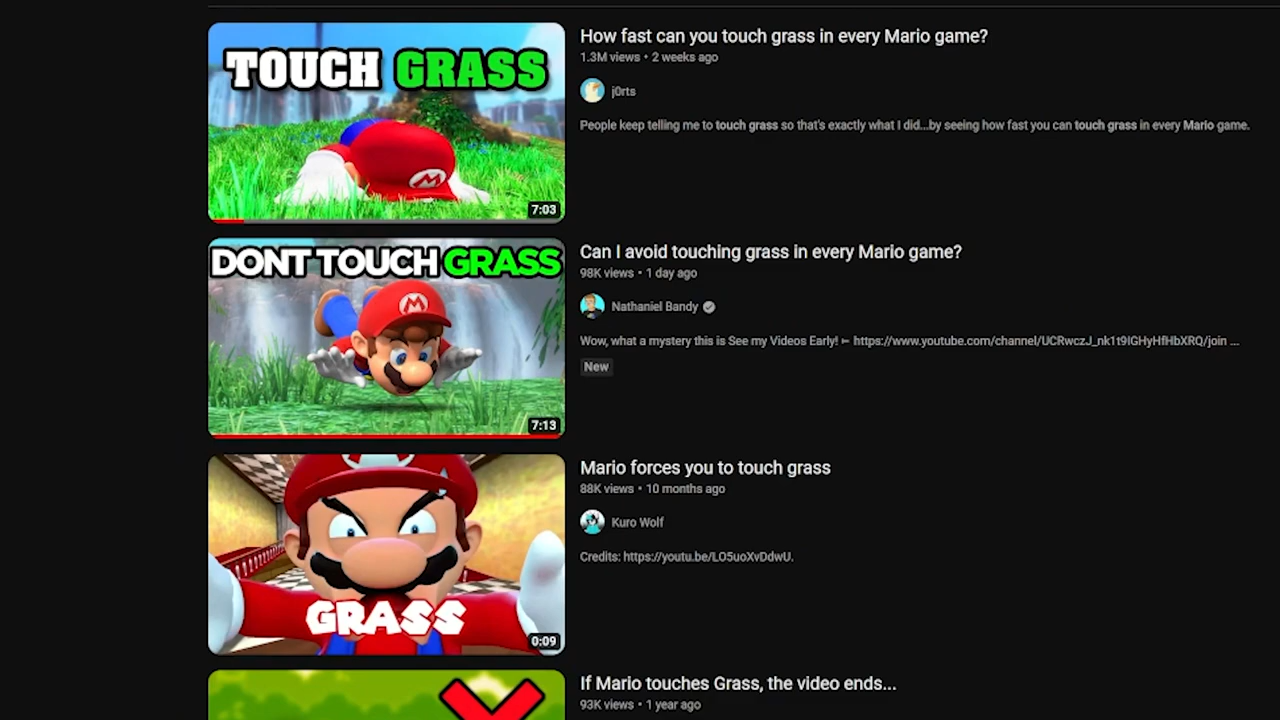 TOUCH GRASS
7:03
How fast can you touch grass in every Mario game?
1.3M views • 2 weeks ago
j0rts
People keep telling me to touch grass so that's exactly what I did...by seeing how fast you can touch grass in every Mario game.
DONT TOUCH GRASS
7:13
Can I avoid touching grass in every Mario game?
98K views • 1 day ago
Nathaniel Bandy
Wow, what a mystery this is See my Videos Early! ➳ https://www.youtube.com/channel/UCRwczJ_nk1t9IGHyHfHbXRQ/join ...
New
GRASS
0:09
Mario forces you to touch grass
88K views • 10 months ago
Kuro Wolf
Credits: https://youtu.be/LO5uoXvDdwU.
If Mario touches Grass, the video ends...
93K views • 1 year ago